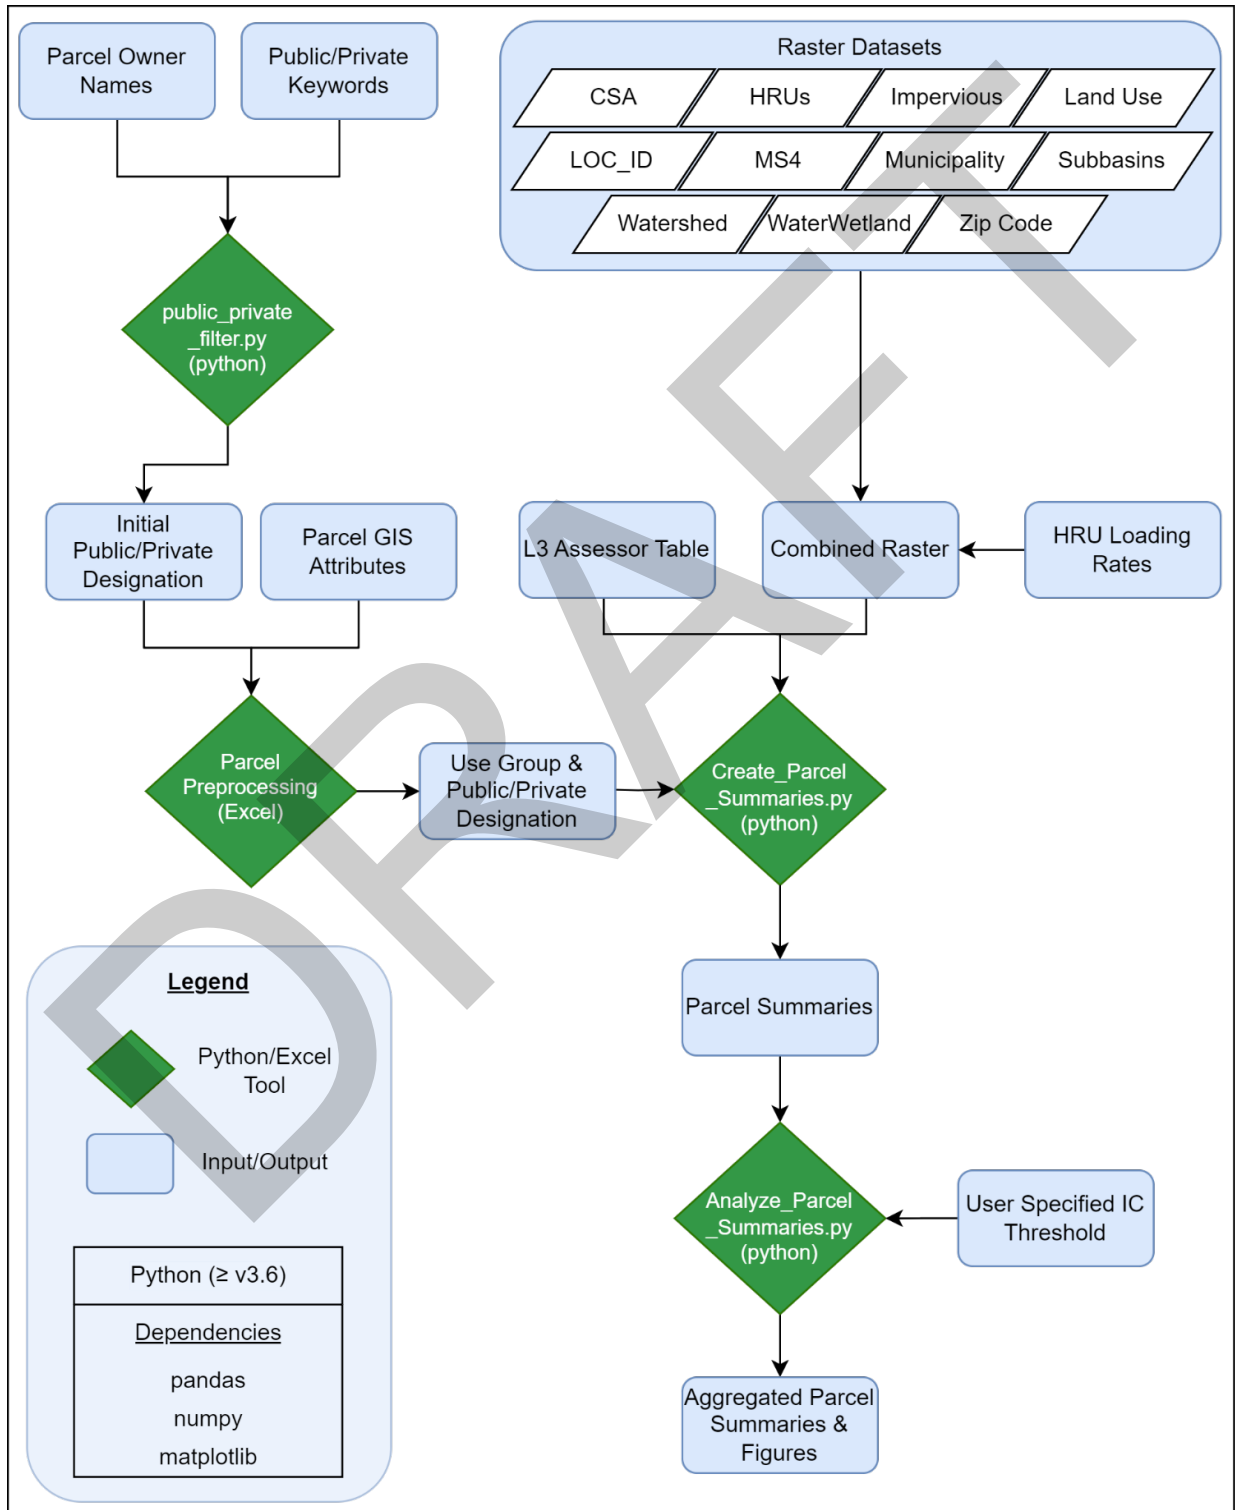 Parcel Owner
Names
Public/Private
Keywords
Raster Datasets
CSA
HRUs
Impervious
Land Use
LOC_ID
MS4
Municipality
Subbasins
Watershed
WaterWetland
Zip Code
public_private
_filter.py
(python)
Initial
Public/Private
Designation
Parcel GIS
Attributes
L3 Assessor Table
Combined Raster
HRU Loading
Rates
Parcel
Preprocessing
(Excel)
Use Group &
Public/Private
Designation
Create_Parcel
_Summaries.py
(python)
Parcel Summaries
Analyze_Parcel
_Summaries.py
(python)
User Specified IC
Threshold
Aggregated Parcel
Summaries &
Figures
Legend
Python/Excel
Tool
Input/Output
Python (≥ v3.6)
Dependencies
pandas
numpy
matplotlib
DRAFT